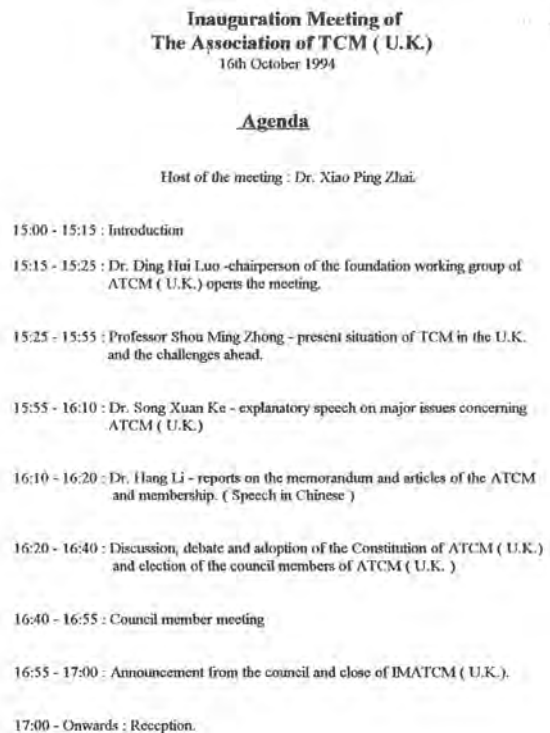 Inauguration Meeting of
The Association of TCM ( U.K.)
16th October 1994
Agenda
Host of the meeting : Dr. Xiao Ping Zhai.
15:00 - 15:15 : Introduction
15:15 - 15:25 : Dr. Ding Hui Luo -chairperson of the foundation working group of
ATCM ( U.K.) opens the meeting.
15:25 - 15:55 : Professor Shou Ming Zhong - present situation of TCM in the U.K.
and the challenges ahead.
15:55 - 16:10 : Dr. Song Xuan Ke - explanatory speech on major issues concerning
ATCM ( U.K.)
16:10 - 16:20 : Dr. Hang Li - reports on the memorandum and articles of the ATCM
and membership. ( Speech in Chinese )
16:20 - 16:40 : Discussion, debate and adoption of the Constitution of ATCM ( U.K.)
and election of the council members of ATCM ( U.K. )
16:40 - 16:55 : Council member meeting
16:55 - 17:00 : Announcement from the council and close of IMATCM ( U.K.).
17:00 - Onwards : Reception.